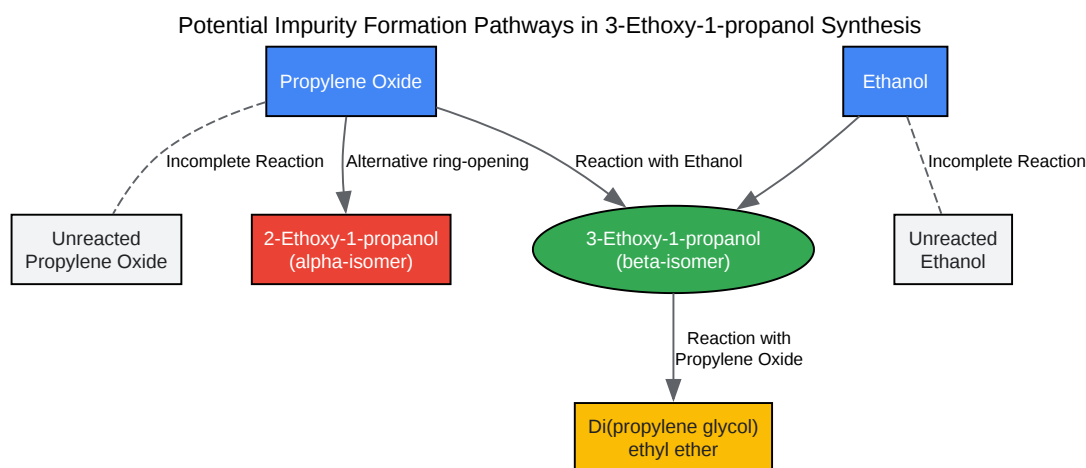 Potential Impurity Formation Pathways in 3-Ethoxy-1-propanol Synthesis
Propylene Oxide
Ethanol
Incomplete Reaction
Alternative ring-opening
Reaction with Ethanol
Incomplete Reaction
Unreacted
Propylene Oxide
2-Ethoxy-1-propanol
(alpha-isomer)
3-Ethoxy-1-propanol
(beta-isomer)
Unreacted
Ethanol
Reaction with
Propylene Oxide
Di(propylene glycol)
ethyl ether